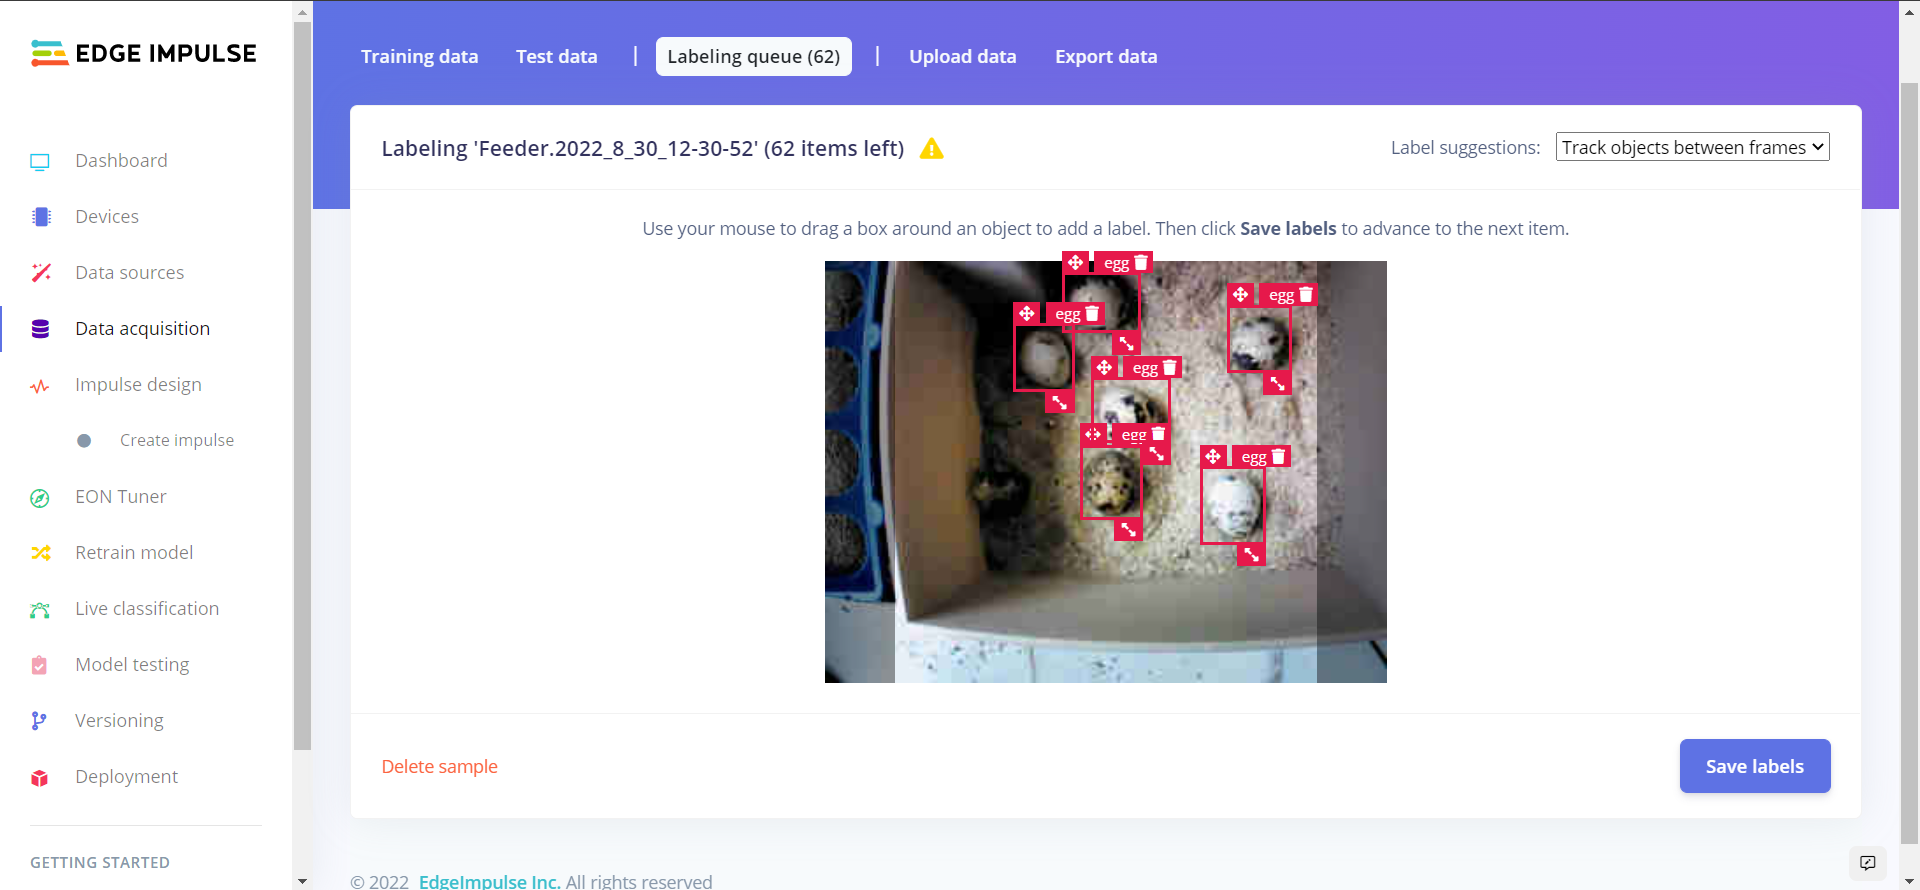 EDGE IMPULSE
Dashboard
Devices
Data sources
Data acquisition
Impulse design
Create impulse
EON Tuner
Retrain model
Live classification
Model testing
Versioning
Deployment
GETTING STARTED
Training data Test data | Labeling queue (62) | Upload data Export data
Labeling 'Feeder.2022_8_30_12-30-52' (62 items left)
Label suggestions: Track objects between frames
Use your mouse to drag a box around an object to add a label. Then click Save labels to advance to the next item.
egg
egg
egg
egg
egg
egg
Delete sample
Save labels
© 2022 EdgeImpulse Inc. All rights reserved